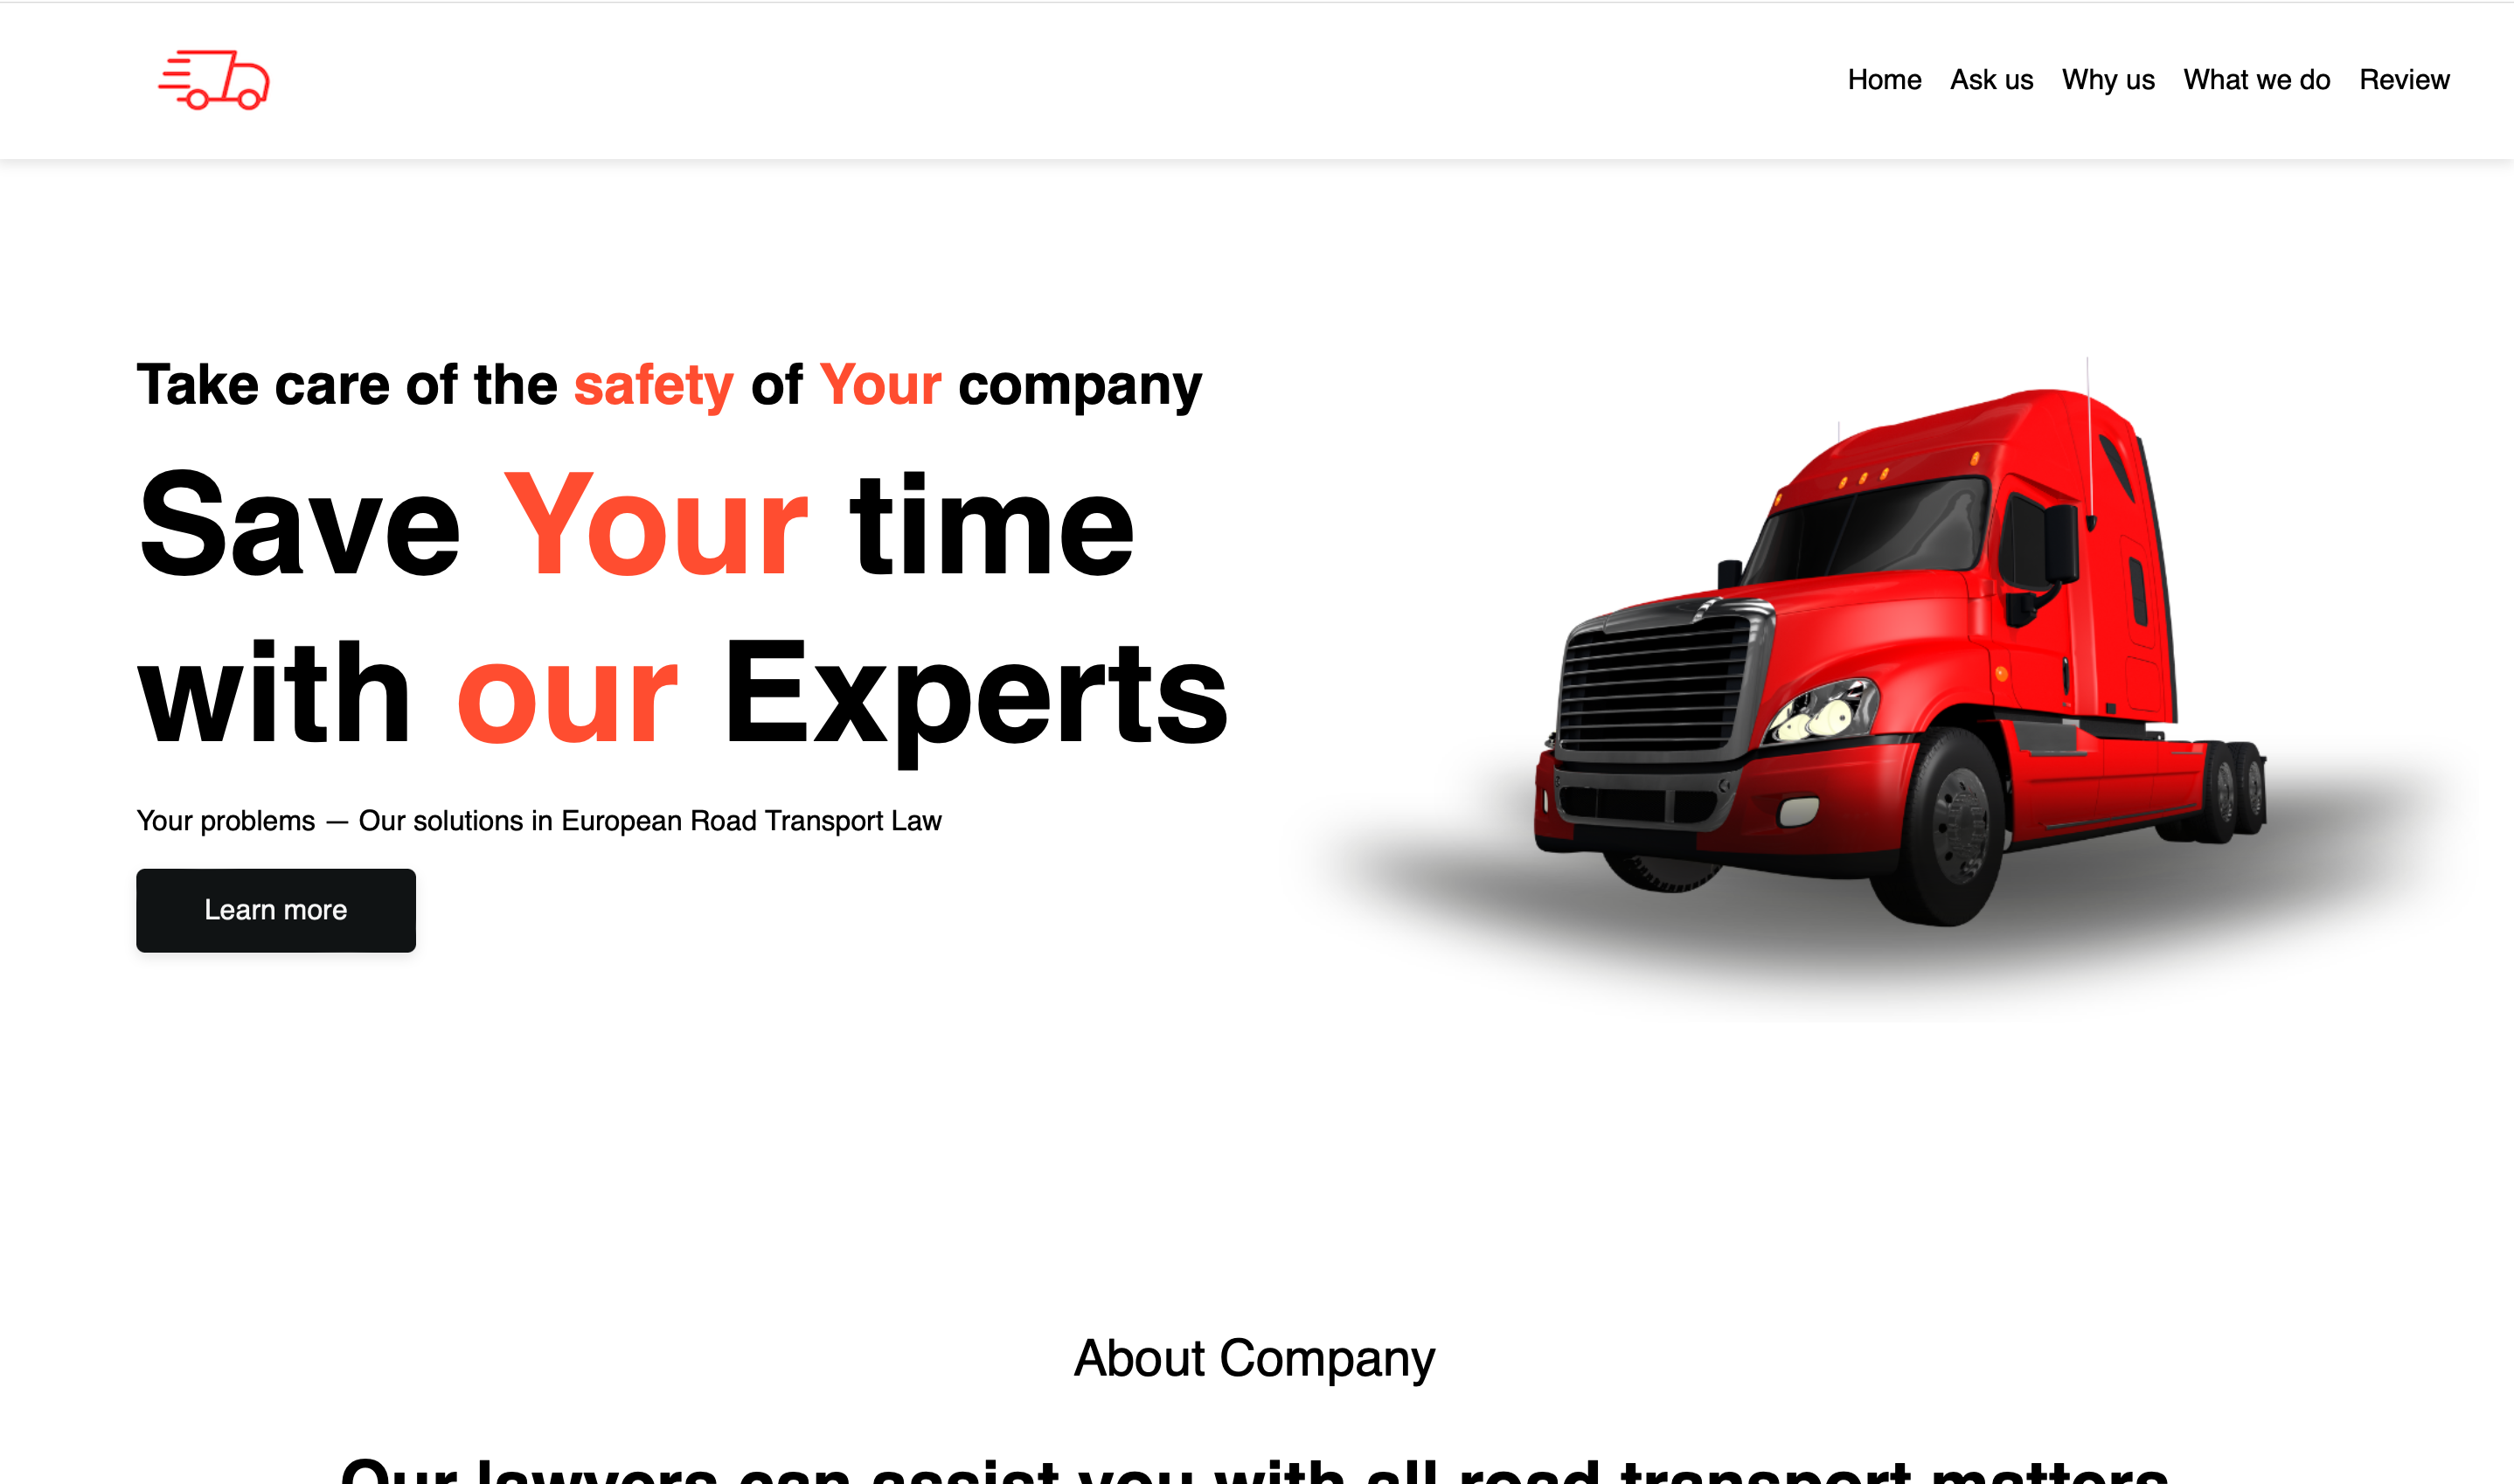 Home Ask us Why us What we do Review
Take care of the safety of Your company
Save Your time
with our Experts
Your problems — Our solutions in European Road Transport Law
Learn more
About Company
Our lawyers can assist you with all road transport matters